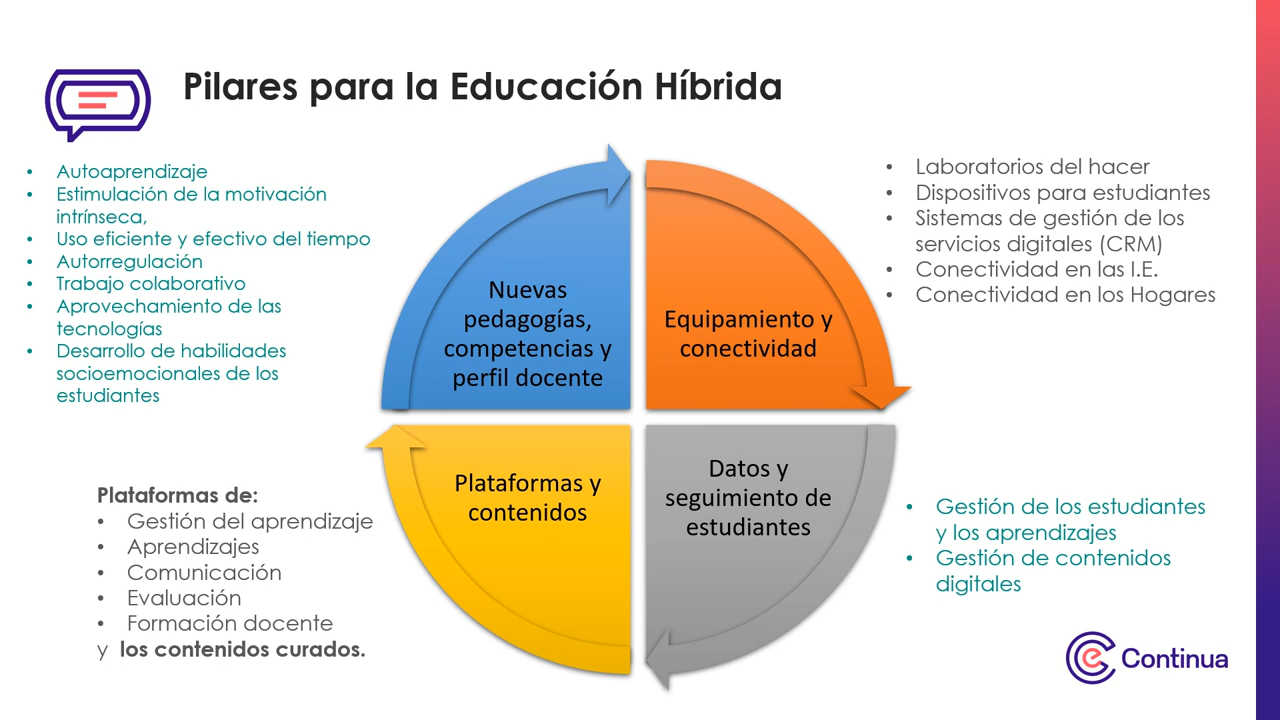 Pilares para la Educación Híbrida
• Autoaprendizaje
• Estimulación de la motivación
intrínseca,
• Uso eficiente y efectivo del tiempo
• Autorregulación
• Trabajo colaborativo
• Aprovechamiento de las
tecnologías
• Desarrollo de habilidades
socioemocionales de los
estudiantes
Nuevas
pedagogías,
competencias y
perfil docente
Equipamiento y
conectividad
• Laboratorios del hacer
• Dispositivos para estudiantes
• Sistemas de gestión de los
servicios digitales (CRM)
• Conectividad en las I.E.
• Conectividad en los Hogares
Plataformas de:
• Gestión del aprendizaje
• Aprendizajes
• Comunicación
• Evaluación
• Formación docente
y los contenidos curados.
Plataformas y
contenidos
Datos y
seguimiento de
estudiantes
• Gestión de los estudiantes
y los aprendizajes
• Gestión de contenidos
digitales
e Continua